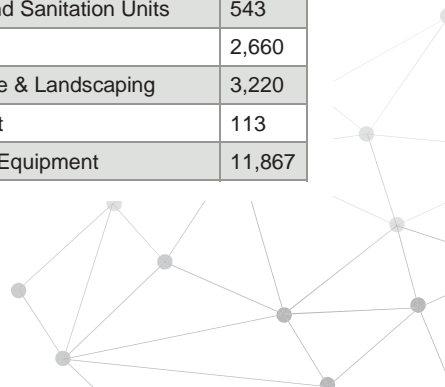 nd Sanitation Units 543
2,660
e & Landscaping 3,220
t 113
Equipment 11,867